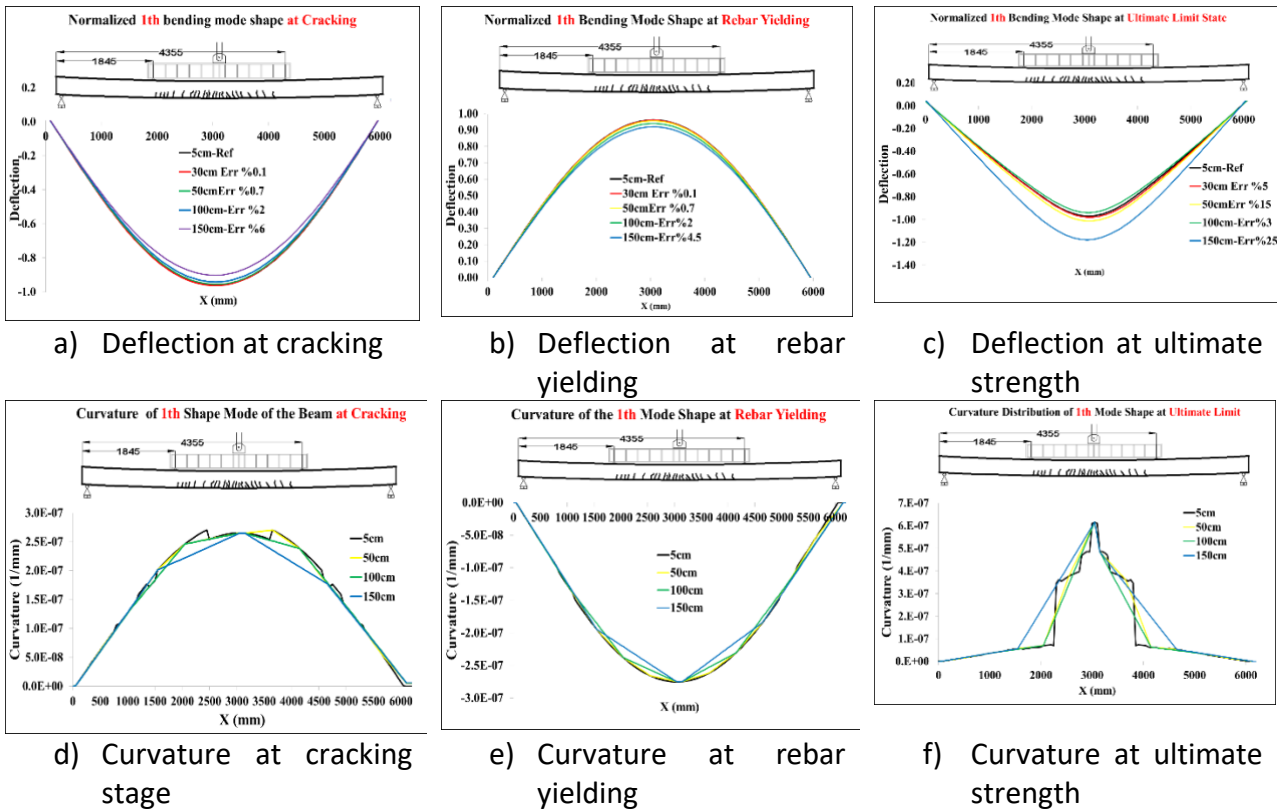 Normalized 1th bending mode shape at Cracking
4355
1845
0.2
0.0
-0.2
-0.4
-0.6
-0.8
-1.0
0 1000 2000 3000 4000 5000 6000
Deflection
5cm-Ref
30cm Err %0.1
50cmErr %0.7
100cm-Err %2
150cm-Err %6
X (mm)
a) Deflection at cracking
Normalized 1th Bending Mode Shape at Rebar Yielding
4355
1845
1.00
0.90
0.80
0.70
0.60
0.50
0.40
0.30
0.20
0.10
0.00
Deflection
5cm-Ref
30cm Err %0.1
50cmErr %0.7
100cm-Err%2
150cm-Err%4.5
0 1000 2000 3000 4000 5000 6000
X (mm)
b) Deflection at rebar
yielding
Normalized 1th Bending Mode Shape at Ultimate Limit State
4355
1845
0.20
0 1000 2000 3000 4000 5000 6000
-0.20
-0.40
-0.60
-0.80
-1.00
-1.20
-1.40
Deflection
5cm-Ref
30cm Err %5
50cmErr %15
100cm-Err%3
150cm-Err%25
X (mm)
c) Deflection at ultimate
strength
Curvature of 1th Shape Mode of the Beam at Cracking
4355
1845
3.0E-07
2.5E-07
2.0E-07
1.5E-07
1.0E-07
5.0E-08
0.0E+00
Curvature (1/mm)
5cm
50cm
100cm
150cm
0 500 1000 1500 2000 2500 3000 3500 4000 4500 5000 5500 6000
X (mm)
d) Curvature at cracking
stage
Curvature of the 1th Mode Shape at Rebar Yielding
4355
1845
0 500 1000 1500 2000 2500 3000 3500 4000 4500 5000 5500 6000
0.0E+00
-5.0E-08
-1.0E-07
-1.5E-07
-2.0E-07
-2.5E-07
-3.0E-07
Curvature (1/mm)
5cm
50cm
100cm
150cm
X (mm)
e) Curvature at rebar
yielding
Curvature Distribution of 1th Mode Shape at Ultimate Limit
4355
1845
7.E-07
6.E-07
5.E-07
4.E-07
3.E-07
2.E-07
1.E-07
0.E+00
Curvature (1/mm)
5cm
50cm
100cm
150cm
0 1000 2000 3000 4000 5000 6000
X (mm)
f) Curvature at ultimate
strength